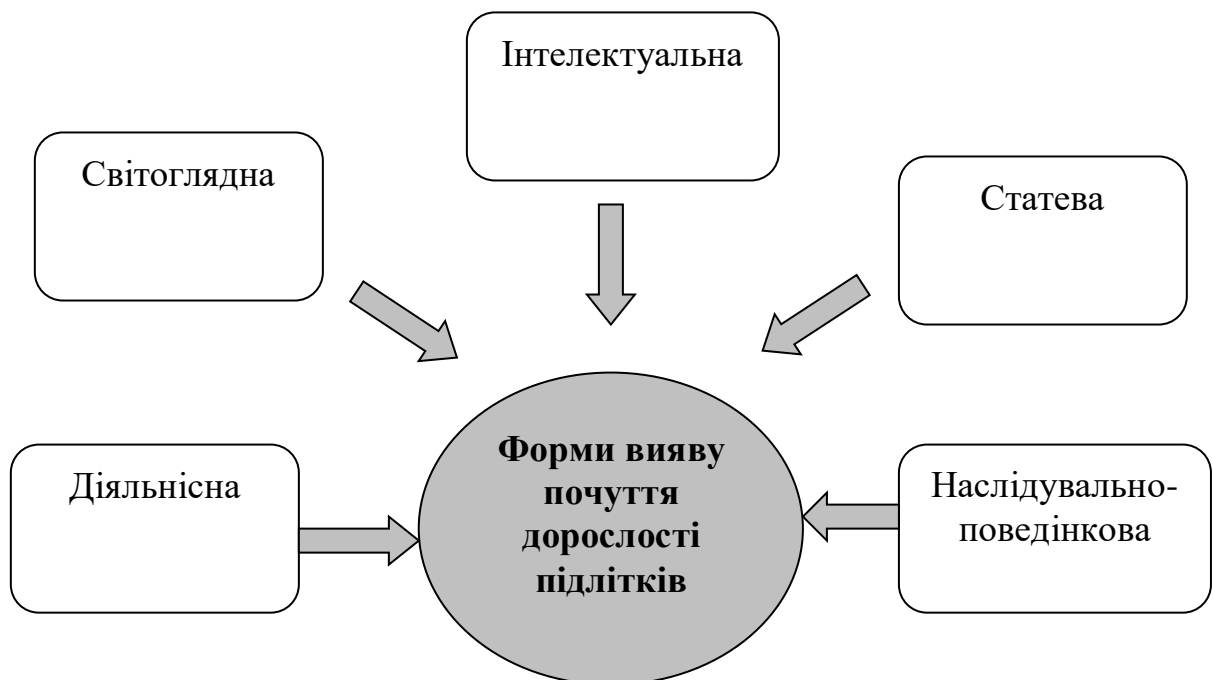 Інтелектуальна
Світоглядна
Статева
Форми вияву
почуття
дорослості
підлітків
Діяльнісна
Наслідувально-
поведінкова